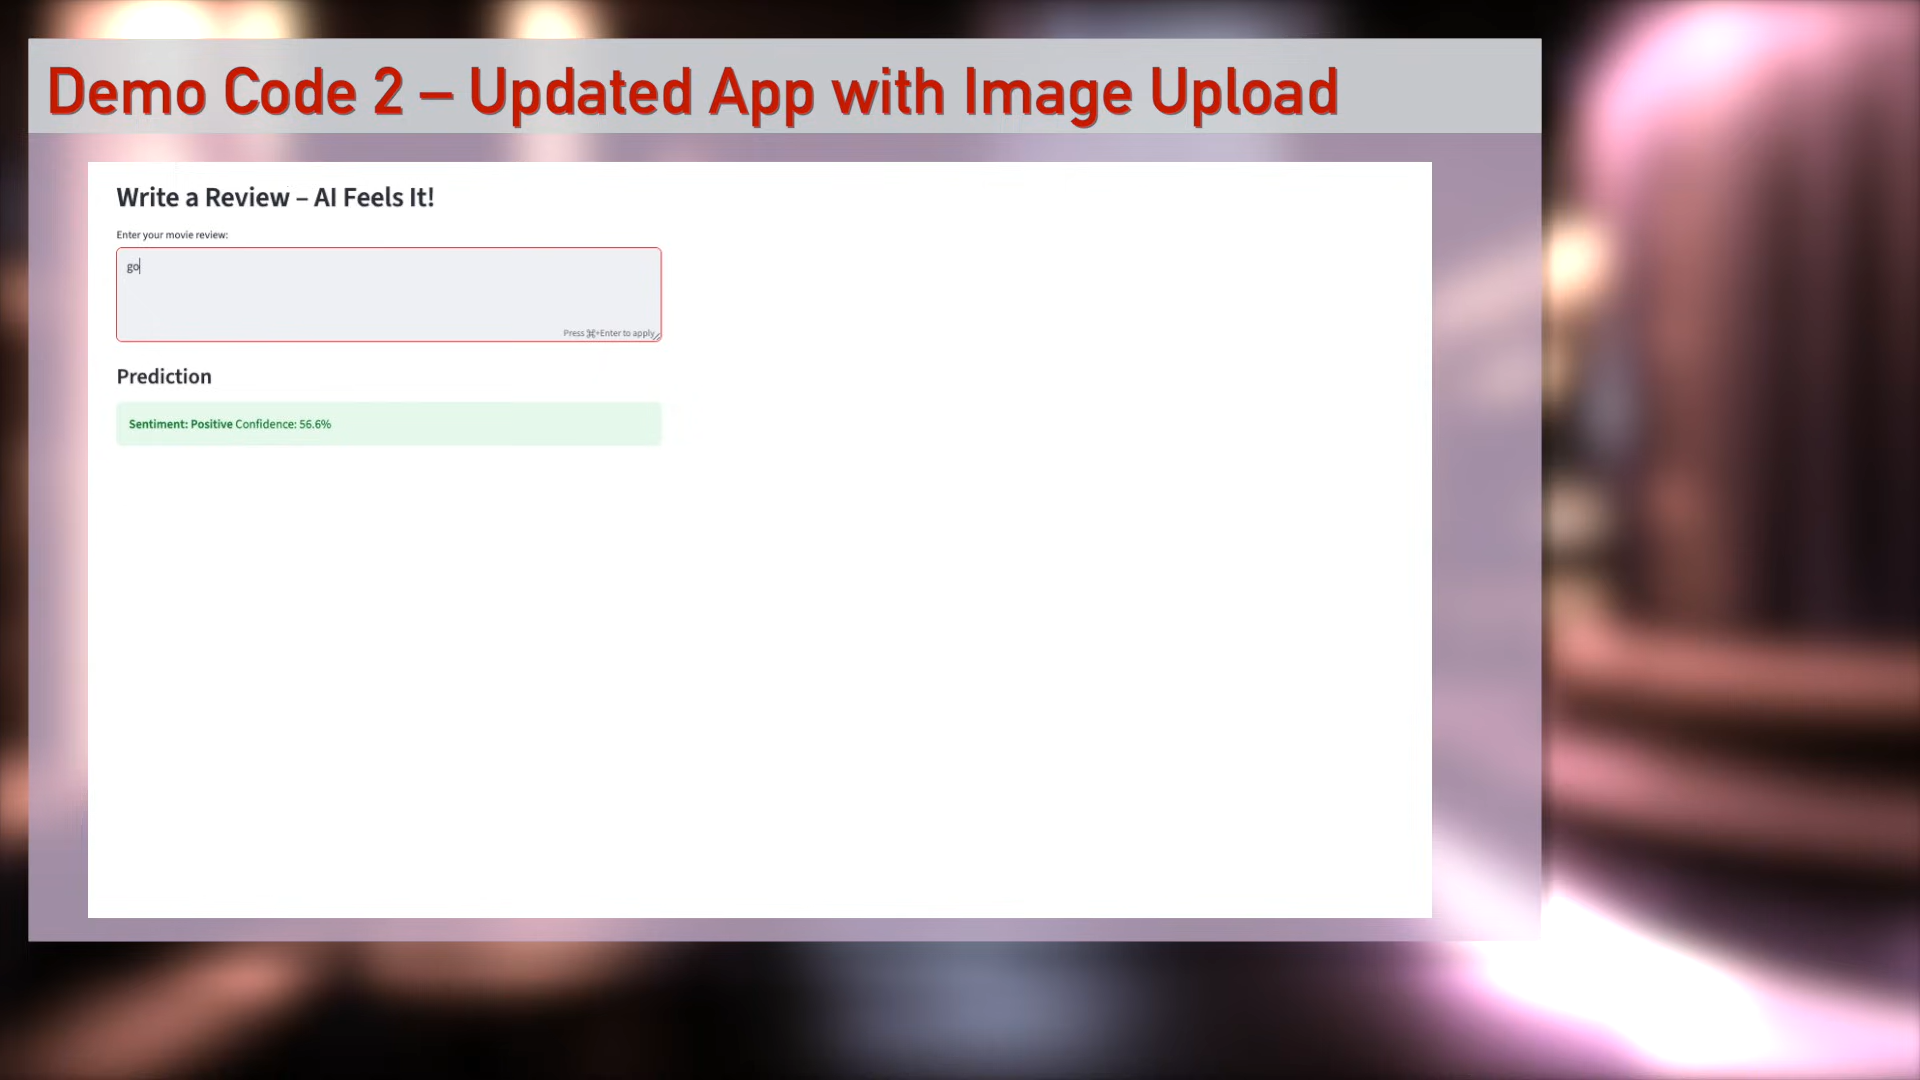 Demo Code 2 – Updated App with Image Upload
Write a Review – AI Feels It!
Enter your movie review:
go
Press ⌘+Enter to apply
Prediction
Sentiment: Positive Confidence: 56.6%